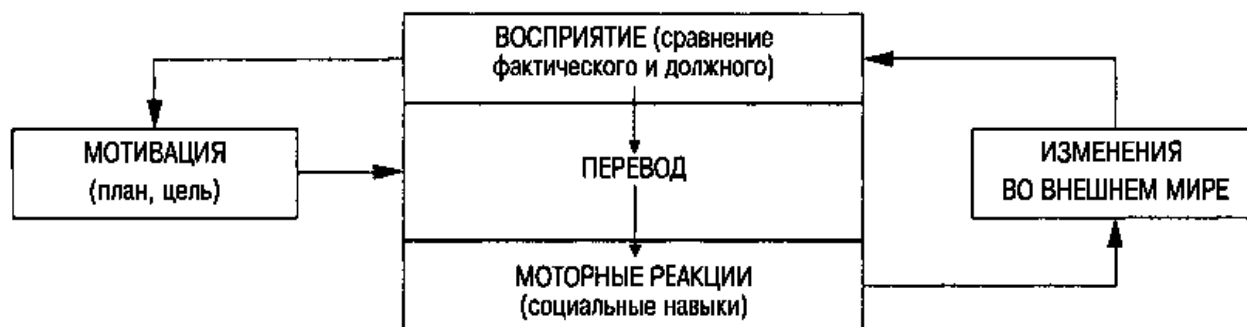 ВОСПРИЯТИЕ (сравнение
фактического и должного)
МОТИВАЦИЯ
(план, цель)
ПЕРЕВОД
ИЗМЕНЕНИЯ
ВО ВНЕШНЕМ МИРЕ
МОТОРНЫЕ РЕАКЦИИ
(социальные навыки)